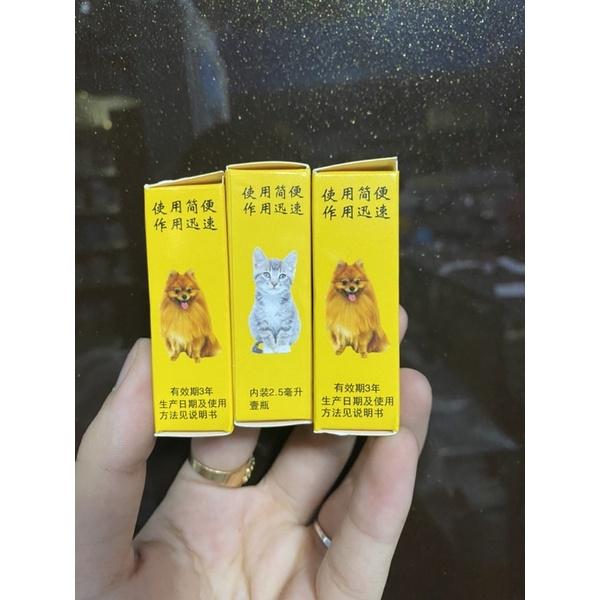 使用简便
作用迅速
有效期3年
生产日期及使用
方法见说明书
使用简便
作用迅速
内装2.5毫升
壹瓶
使用简便
作用迅速
有效期3年
生产日期及使用
方法见说明书